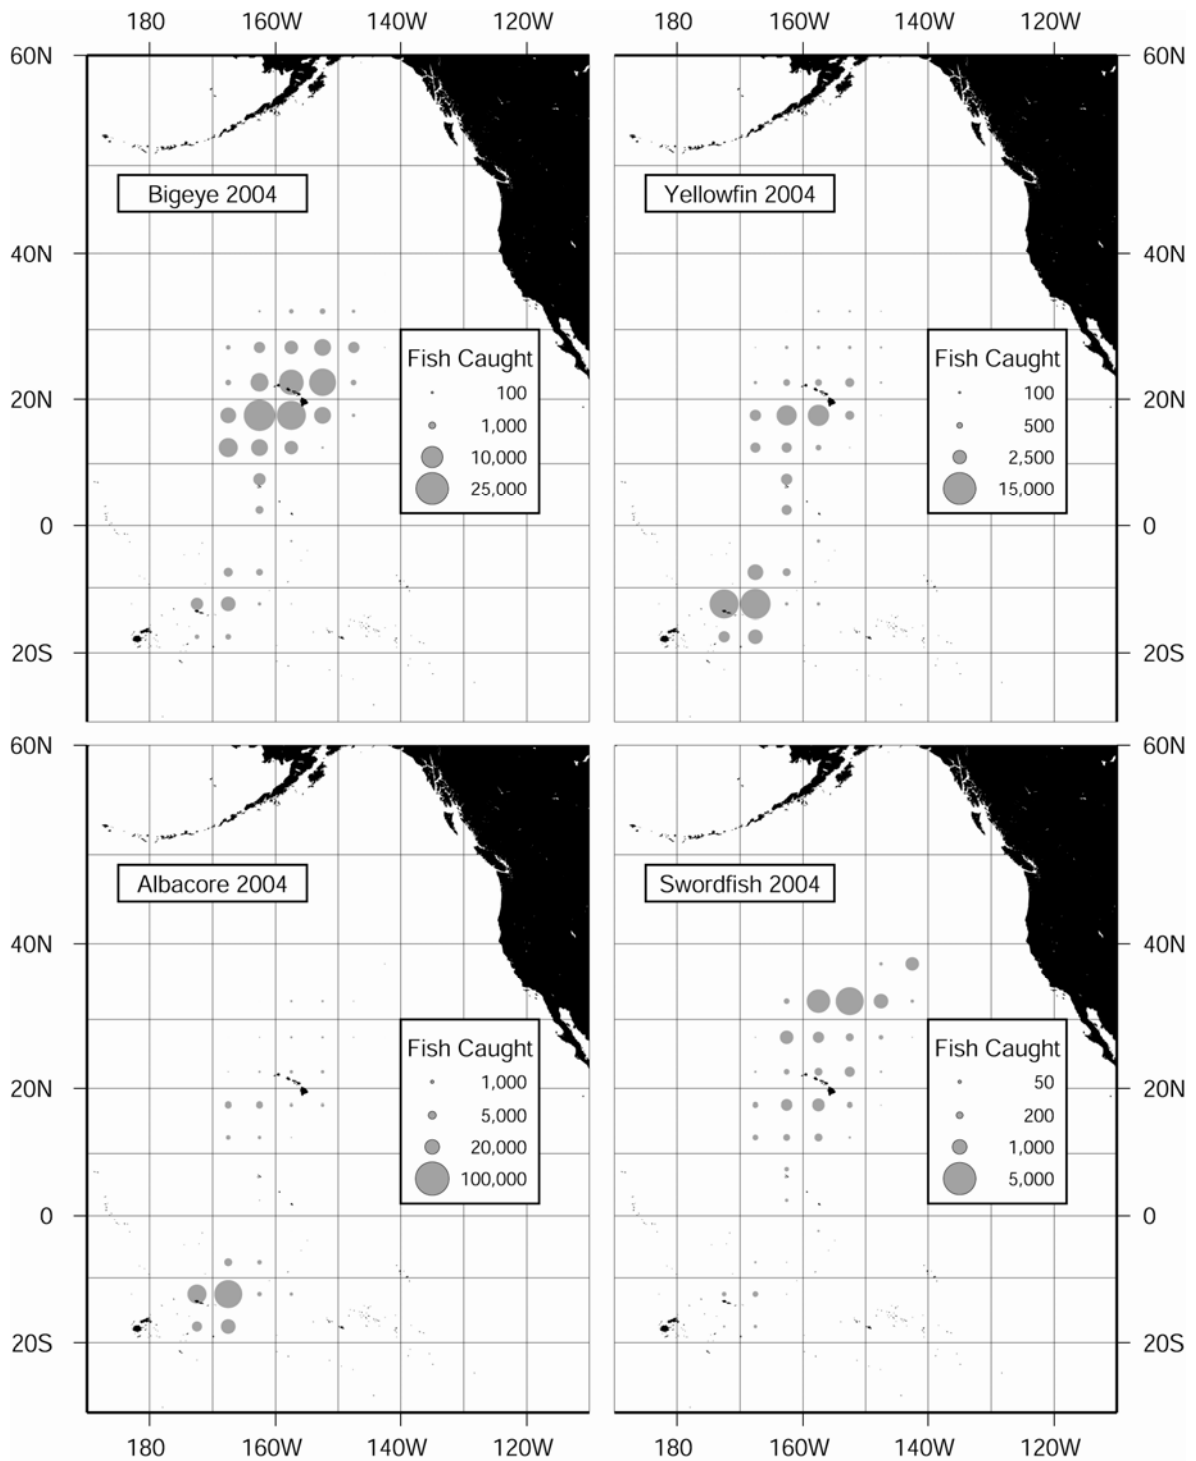 180 160W 140W 120W 180 160W 140W 120W
60N 60N
Bigeye 2004 Yellowfin 2004
40N 40N
Fish Caught Fish Caught
100 100
20N 20N
1,000 500
10,000 2,500
25,000 15,000
0 0
20S 20S
60N 60N
Albacore 2004 Swordfish 2004
40N 40N
Fish Caught Fish Caught
1,000 50
20N 20N
5,000 200
20,000 1,000
100,000 5,000
0 0
20S 20S
180 160W 140W 120W 180 160W 140W 120W